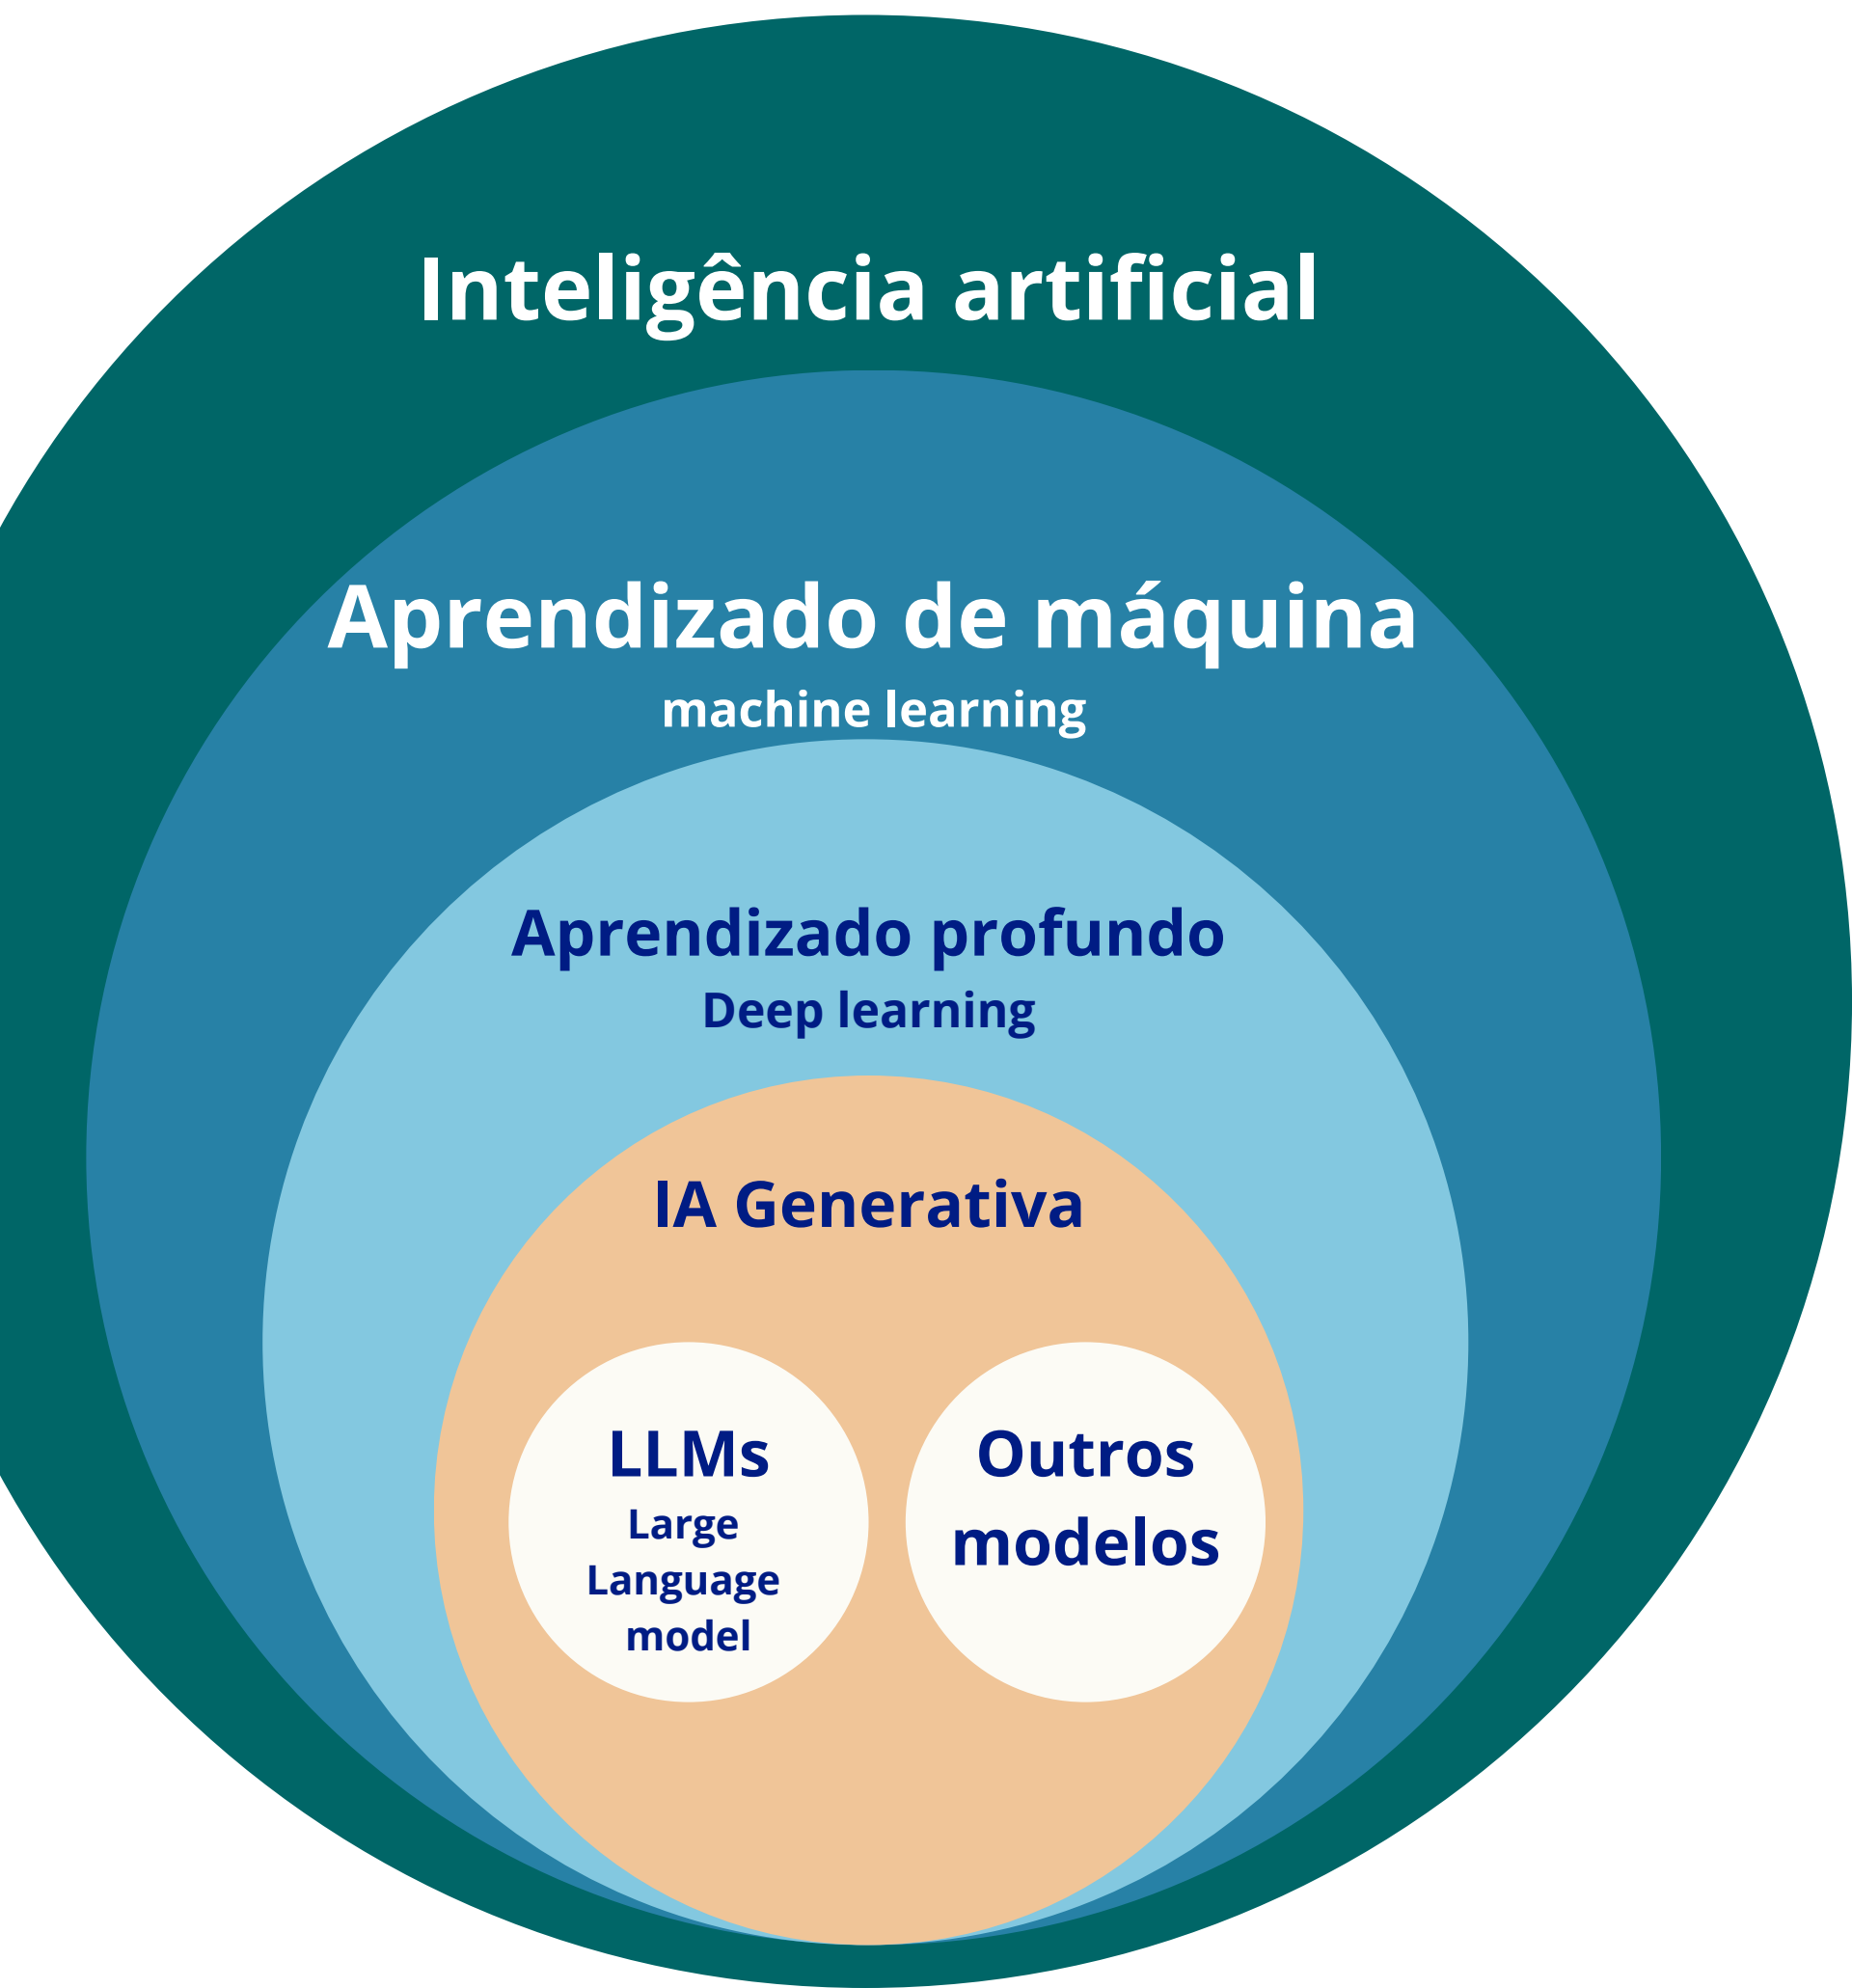 Inteligência artificial
Aprendizado de máquina
machine learning
Aprendizado profundo
Deep learning
IA Generativa
LLMs
Large
Language
model
Outros
modelos